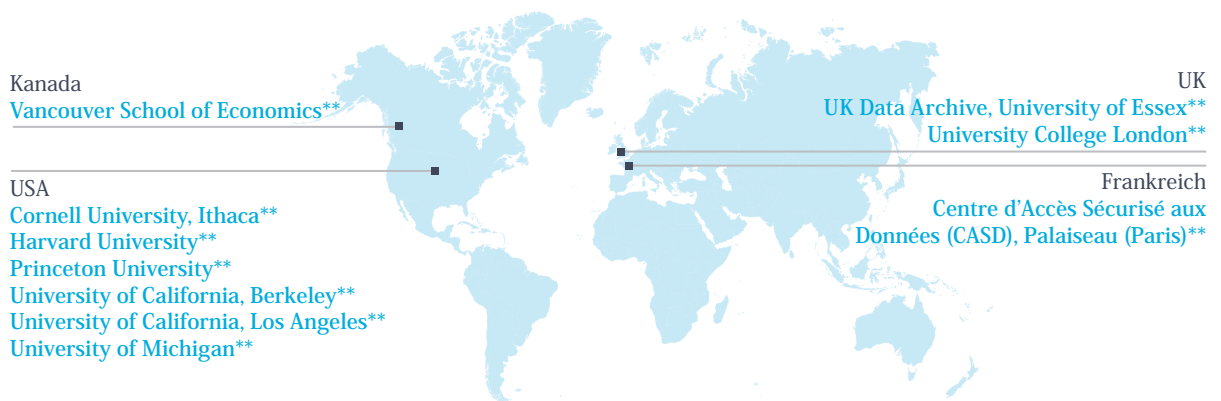 Kanada
Vancouver School of Economics**
USA
Cornell University, Ithaca**
Harvard University**
Princeton University**
University of California, Berkeley**
University of California, Los Angeles**
University of Michigan**
UK
UK Data Archive, University of Essex**
University College London**
Frankreich
Centre d’Accès Sécurisé aux
Données (CASD), Palaiseau (Paris)**